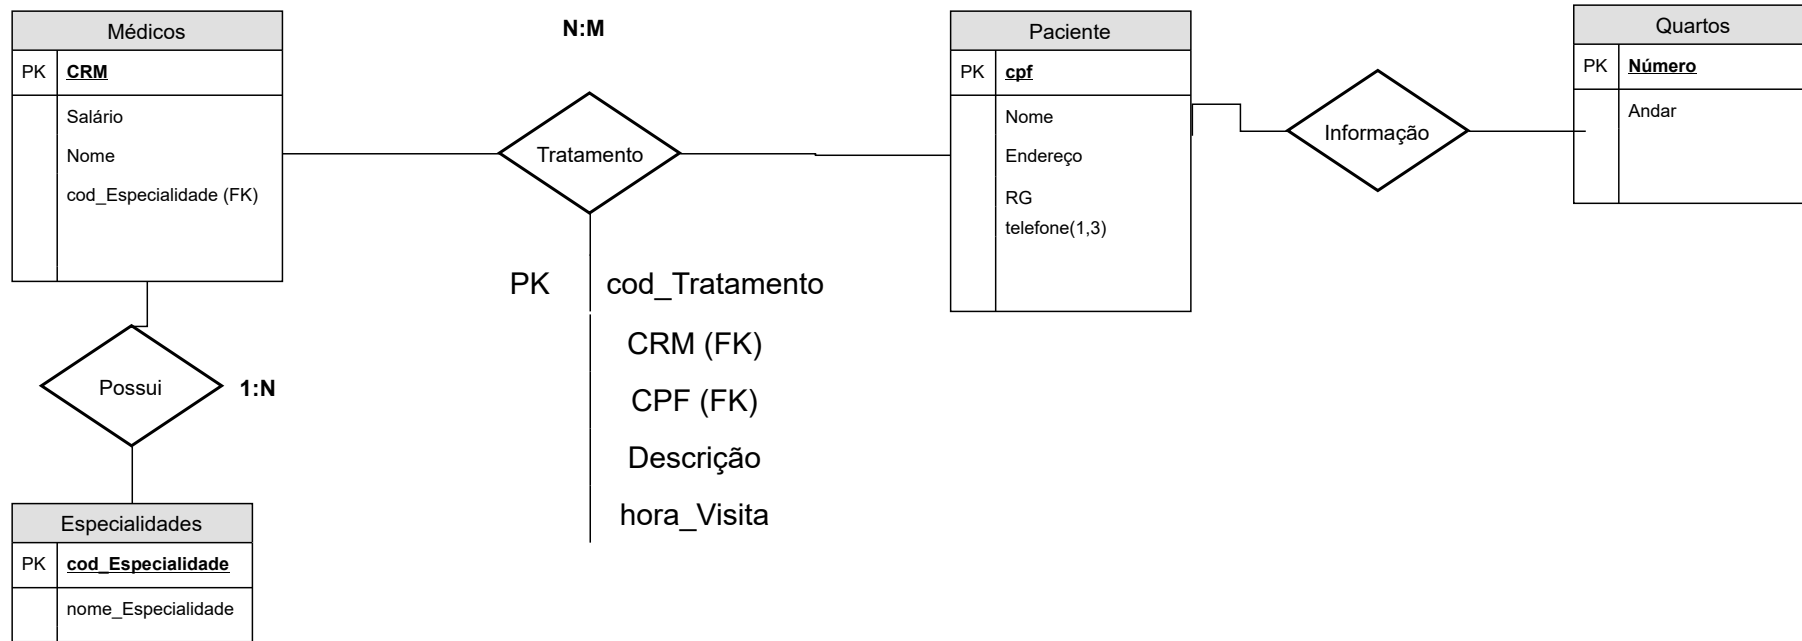 Médicos
PK CRM
Salário
Nome
cod_Especialidade (FK)
N:M
Tratamento
PK cod_Tratamento
CRM (FK)
CPF (FK)
Descrição
hora_Visita
Paciente
PK cpf
Nome
Endereço
RG
telefone(1,3)
Informação
Quartos
PK Número
Andar
Possui
1:N
Especialidades
PK cod_Especialidade
nome_Especialidade